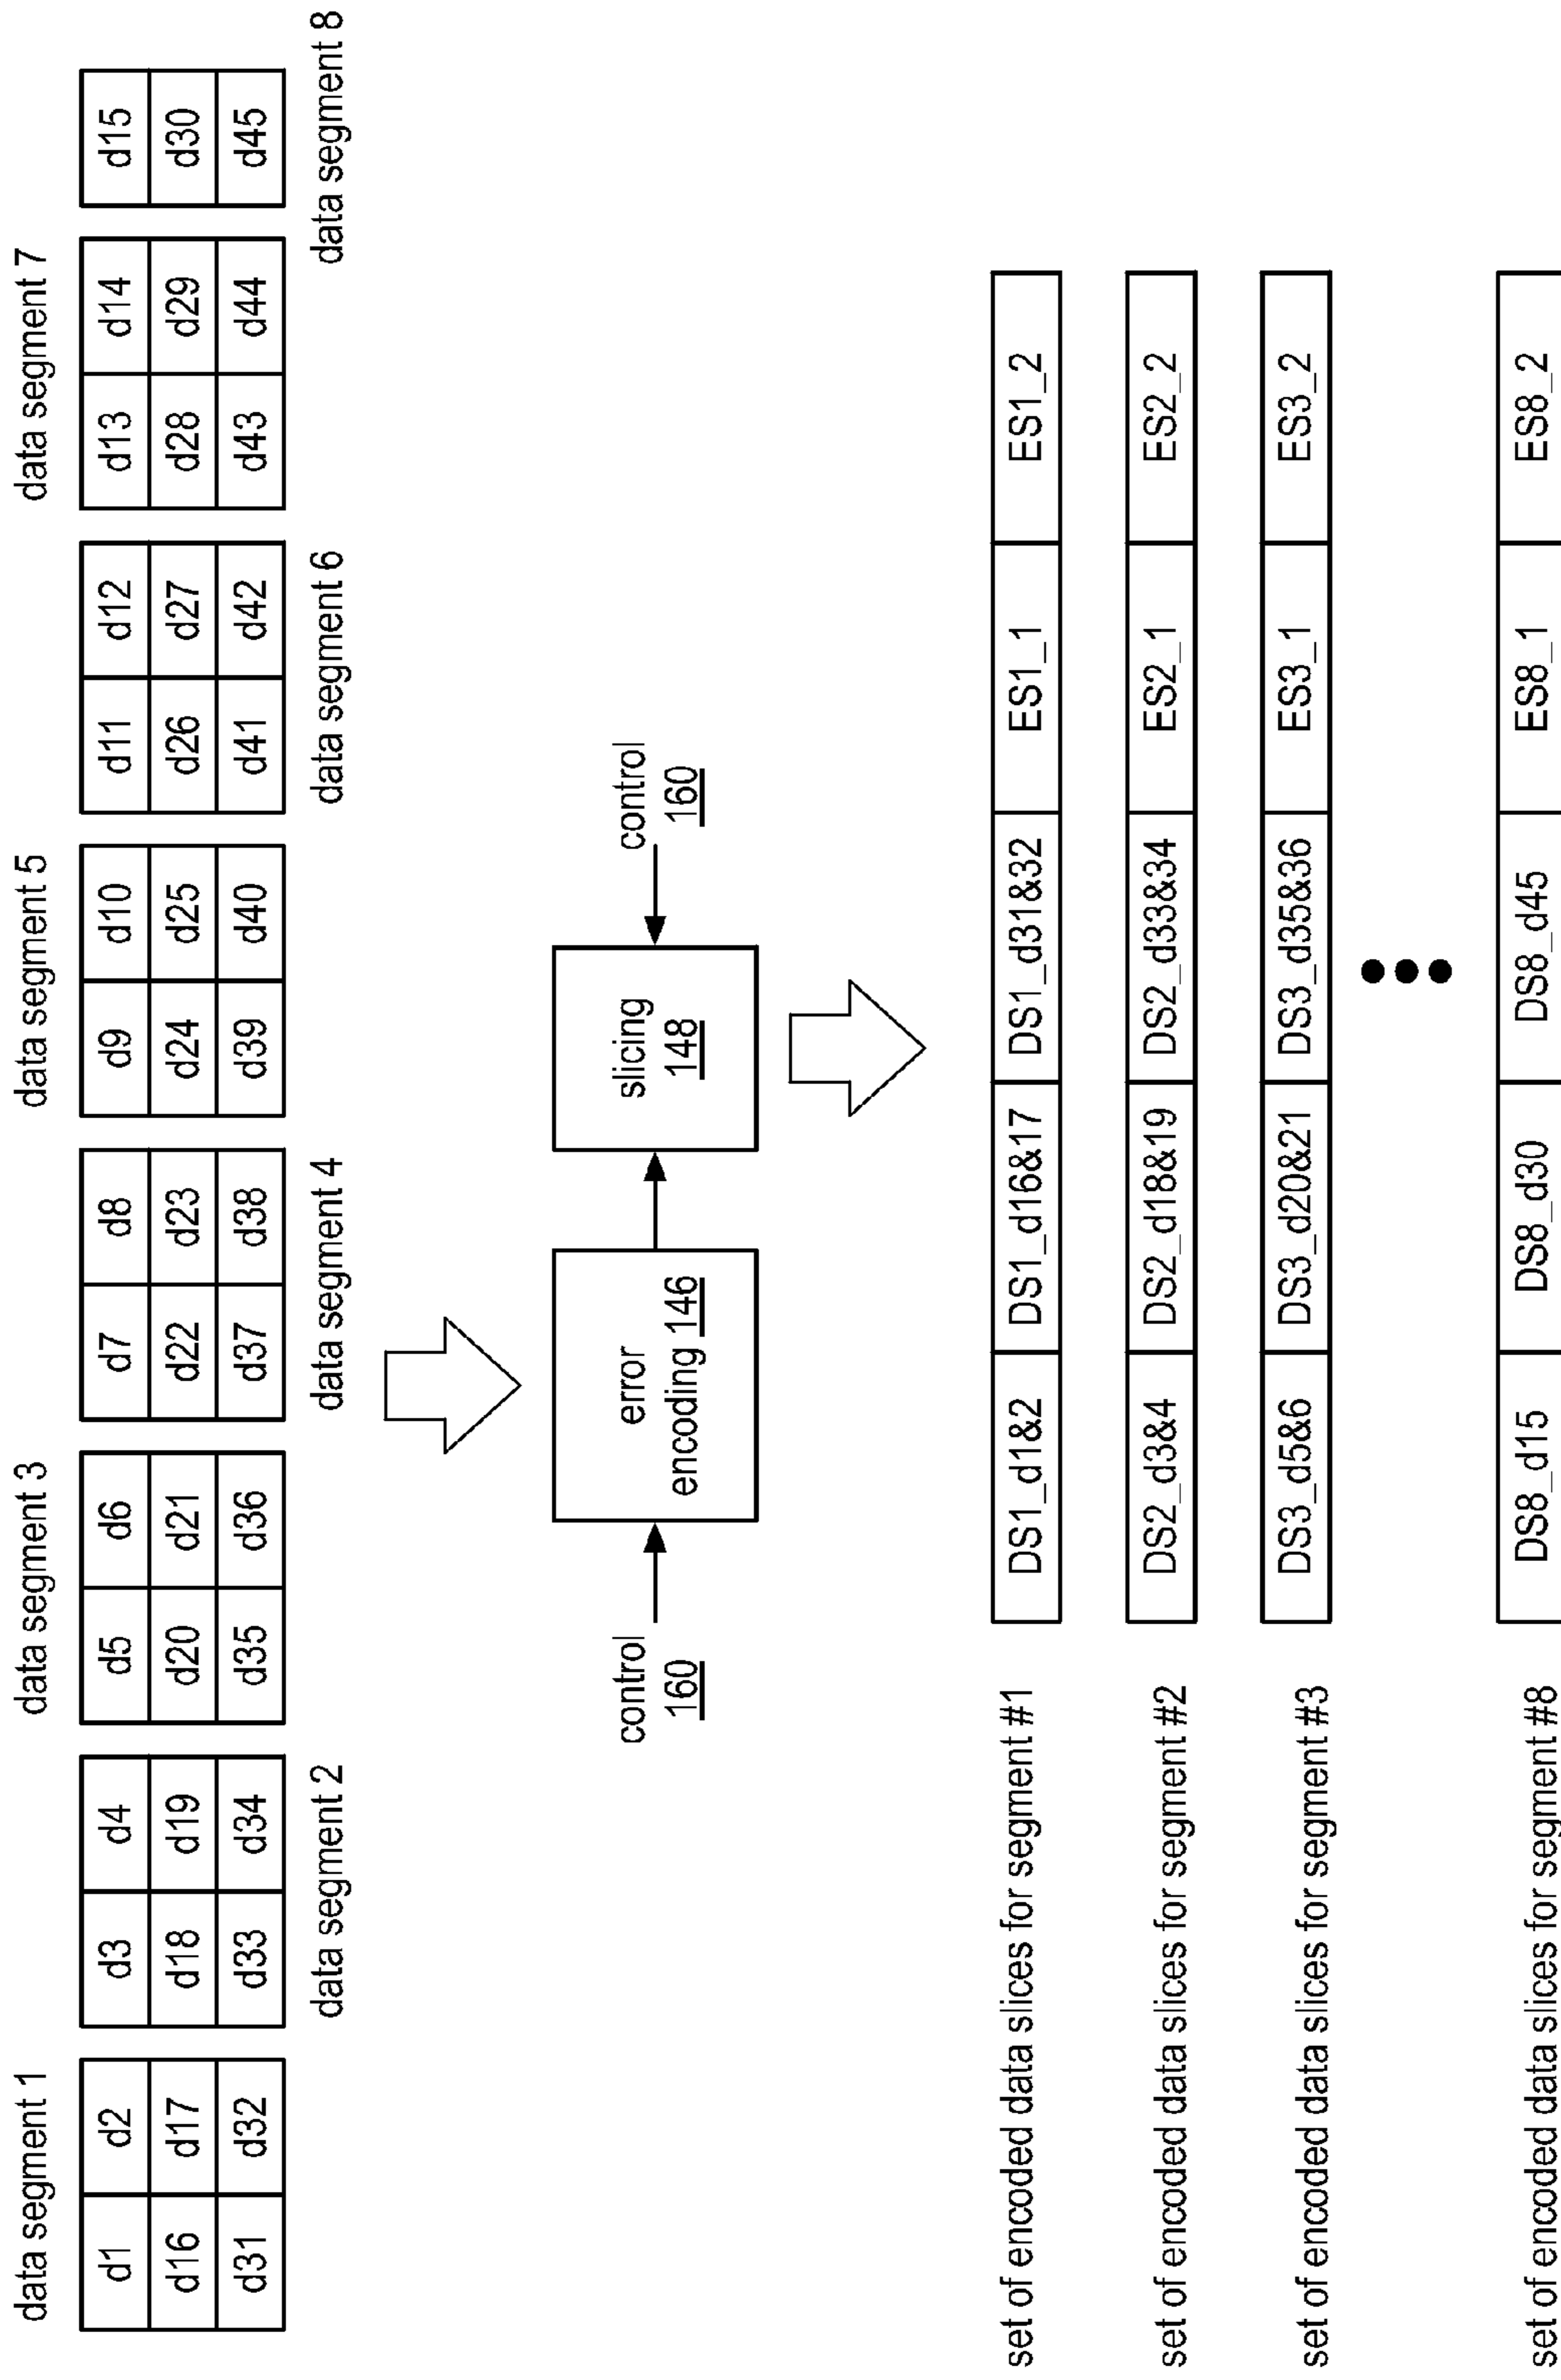 data segment 1
data segment 3
data segment 5
data segment 7
d1 d2 d3 d4 d5 d6 d7 d8 d9 d10 d11 d12 d13 d14 d15
d16 d17 d18 d19 d20 d21 d22 d23 d24 d25 d26 d27 d28 d29 d30
d31 d32 d33 d34 d35 d36 d37 d38 d39 d40 d41 d42 d43 d44 d45
data segment 2
data segment 4
data segment 6
data segment 8
control
160
error
encoding 146
slicing
148
control
160
set of encoded data slices for segment #1
DS1_d1&2 DS1_d16&17 DS1_d31&32 ES1_1 ES1_2
set of encoded data slices for segment #2
DS2_d3&4 DS2_d18&19 DS2_d33&34 ES2_1 ES2_2
set of encoded data slices for segment #3
DS3_d5&6 DS3_d20&21 DS3_d35&36 ES3_1 ES3_2
set of encoded data slices for segment #8
DS8_d15 DS8_d30 DS8_d45 ES8_1 ES8_2